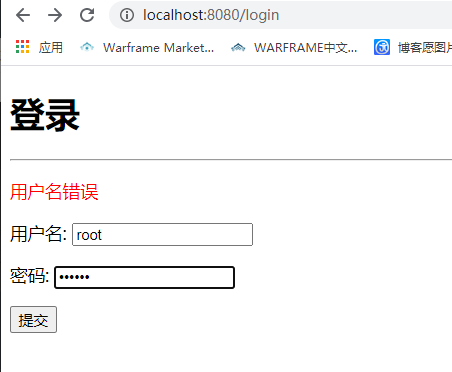 localhost:8080/login
应用 Warframe Market... WARFRAME中文... 博客愿图片
登录
用户名错误
用户名: root
密码: ••••••
提交